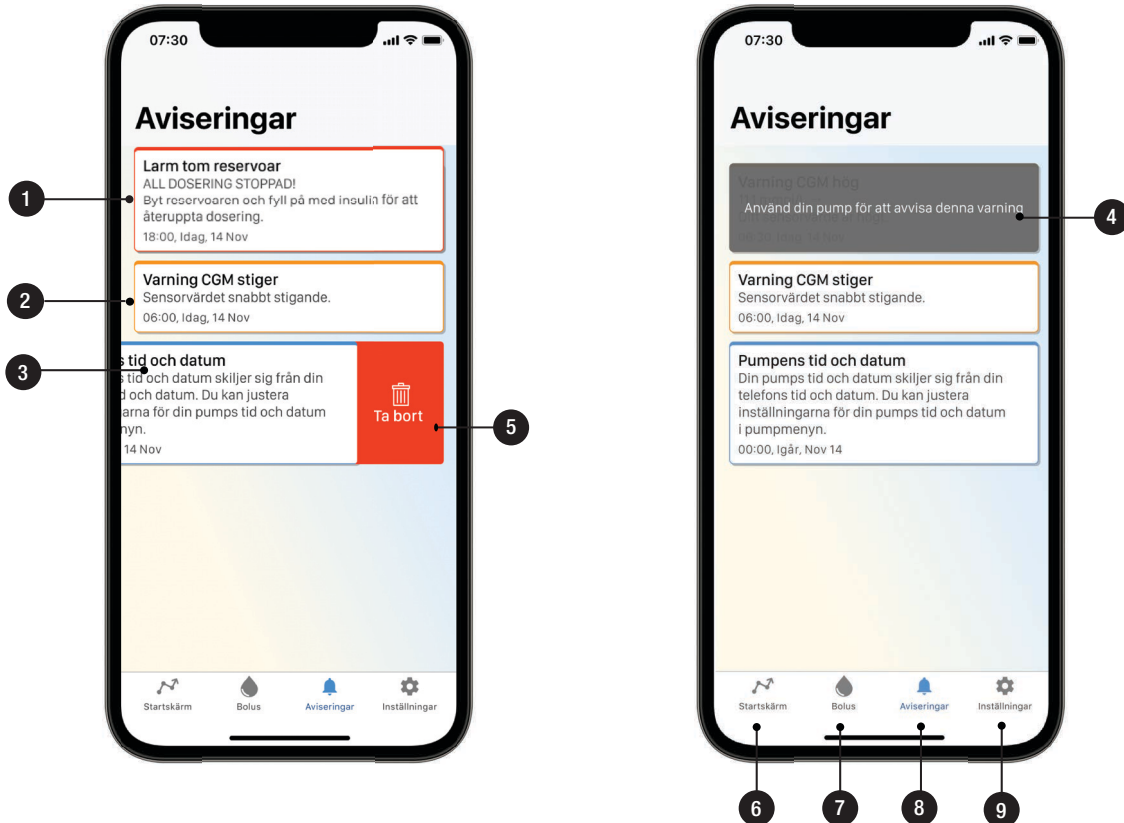 07:30
Aviseringar
Larm tom reservoar
ALL DOSERING STOPPAD!
Byt reservoaren och fyll på med insulin för att
återuppta dosering.
18:00, Idag, 14 Nov
1
Varning CGM stiger
Sensorvärdet snabbt stigande.
06:00, Idag, 14 Nov
2
s tid och datum
s tid och datum skiljer sig från din
d och datum. Du kan justera
arna för din pumps tid och datum
nyn.
14 Nov
3
Ta bort
5
Startskärm
Bolus
Aviseringar
Inställningar
07:30
Aviseringar
Varning CGM hög
Använd din pump för att avvisa denna varning
4
Varning CGM stiger
Sensorvärdet snabbt stigande.
06:00, Idag, 14 Nov
Pumpens tid och datum
Din pumps tid och datum skiljer sig från din
telefons tid och datum. Du kan justera
inställningarna för din pumps tid och datum
i pumpmenyn.
00:00, Igår, Nov 14
Startskärm
Bolus
Aviseringar
Inställningar
6
7
8
9